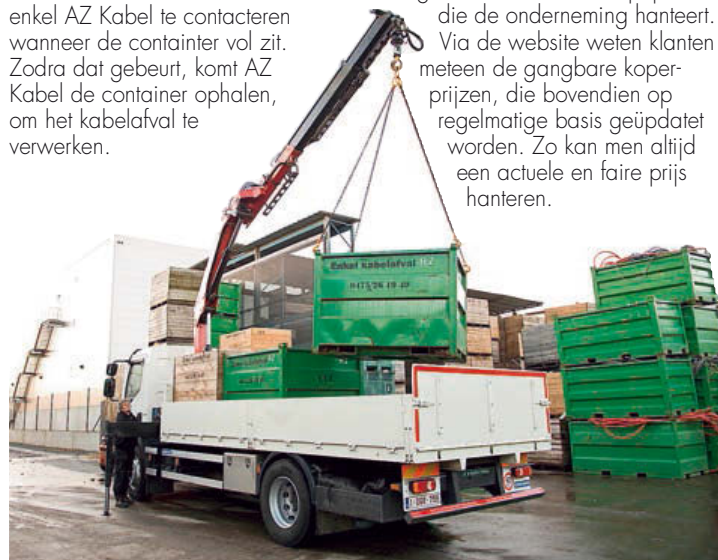 enkel AZ Kabel te contacteren
wanneer de containter vol zit.
Zodra dat gebeurt, komt AZ
Kabel de container ophalen,
om het kabelafval te
verwerken.
die de onderneming hanteert.
Via de website weten klanten
meteen de gangbare koper-
prijzen, die bovendien op
regelmatige basis geüpdatet
worden. Zo kan men altijd
een actuele en faire prijs
hanteren.
Enkel kabelafval AZ